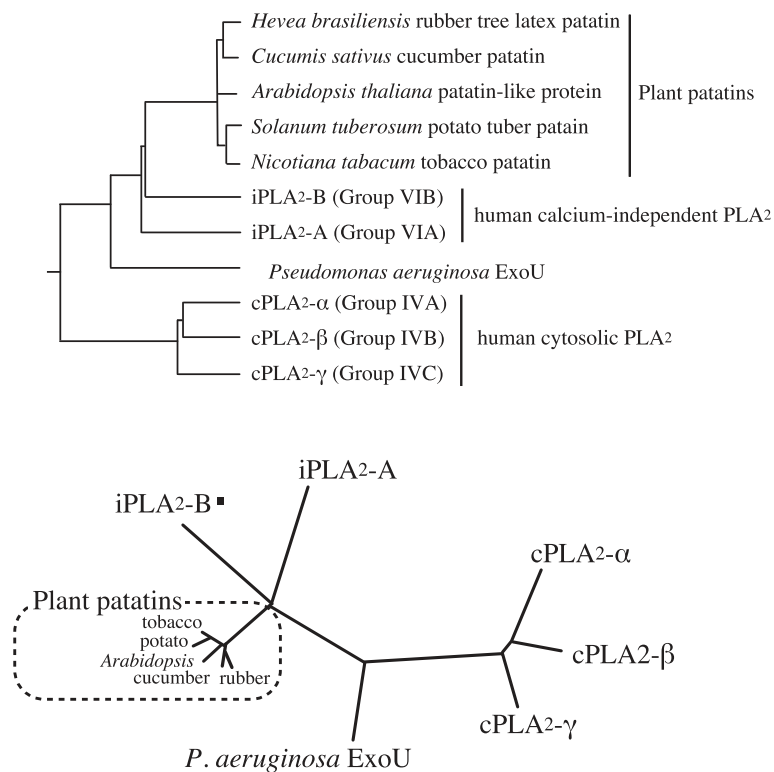 Hevea brasiliensis rubber tree latex patatin
Cucumis sativus cucumber patatin
Arabidopsis thaliana patatin-like protein
Solanum tuberosum potato tuber patain
Nicotiana tabacum tobacco patatin
Plant patatins
iPLA2-B (Group VIB)
iPLA2-A (Group VIA)
human calcium-independent PLA2
Pseudomonas aeruginosa ExoU
cPLA2-α (Group IVA)
cPLA2-β (Group IVB)
cPLA2-γ (Group IVC)
human cytosolic PLA2
iPLA2-A
iPLA2-B
cPLA2-α
Plant patatins
tobacco
potato
Arabidopsis
cucumber
rubber
cPLA2-β
cPLA2-γ
P. aeruginosa ExoU